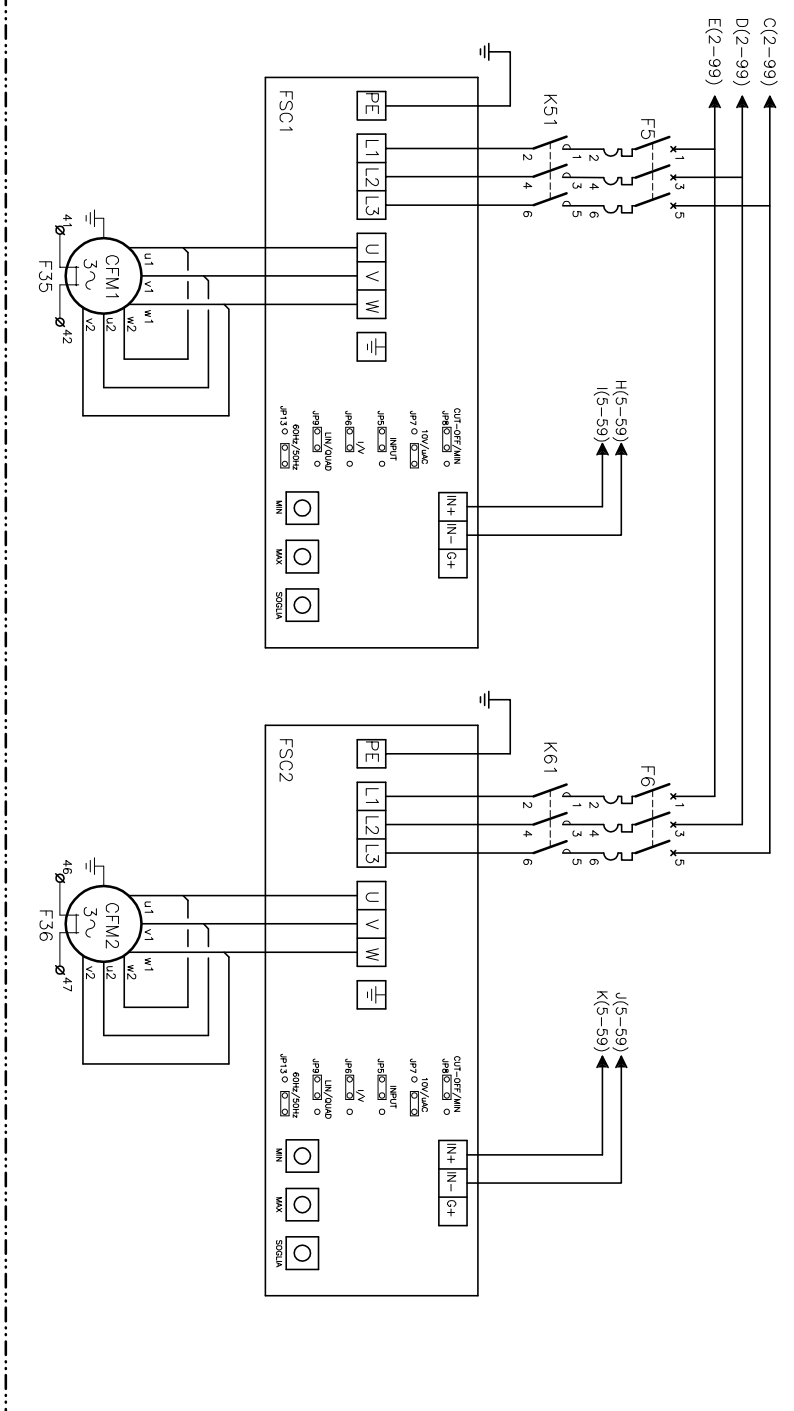 C(2-99)
D(2-99)
E(2-99)
F5
1 3 5
2 4 6
K51
1 3 5
2 4 6
H(5-59)
I(5-59)
PE
L1 L2 L3
U V W
IN+ IN- G+
FSC1
CUT-OFF/MIN
JP8
10V/uAC
JP7
INPUT
JP5
I/V
JP6
LIN/QUAD
JP9
60Hz/50Hz
JP13
MIN
MAX
SOGLIA
u1 v1 w1
w2
u2
v2
CFM1
3~
41
42
F35
F6
1 3 5
2 4 6
K61
1 3 5
2 4 6
J(5-59)
K(5-59)
PE
L1 L2 L3
U V W
IN+ IN- G+
FSC2
CUT-OFF/MIN
JP8
10V/uAC
JP7
INPUT
JP5
I/V
JP6
LIN/QUAD
JP9
60Hz/50Hz
JP13
MIN
MAX
SOGLIA
u1 v1 w1
w2
u2
v2
CFM2
3~
46
47
F36